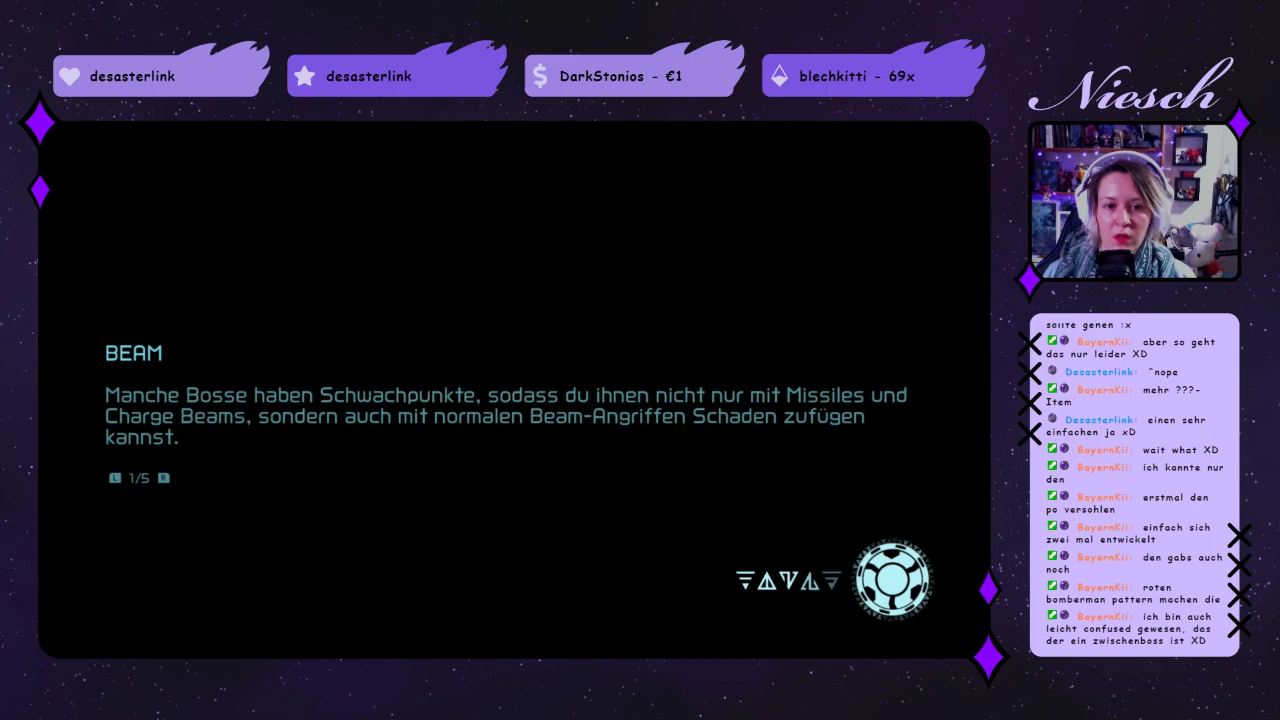 desasterlink
desasterlink
DarkStonios - €1
blechkitti - 69x
Niesch
BEAM
Manche Bosse haben Schwachpunkte, sodass du ihnen nicht nur mit Missiles und
Charge Beams, sondern auch mit normalen Beam-Angriffen Schaden zufügen
kannst.
L 1/5 R
sollte gehen :x
BayernKii: aber so geht
das nur leider XD
Desasterlink: ^nope
BayernKii: mehr ???-
Item
Desasterlink: einen sehr
einfachen ja xD
BayernKii: wait what XD
BayernKii: ich kannte nur
den
BayernKii: erstmal den
po versohlen
BayernKii: einfach sich
zwei mal entwickelt
BayernKii: den gabs auch
noch
BayernKii: roten
bomberman pattern machen die
BayernKii: ich bin auch
leicht confused gewesen, das
der ein zwischenboss ist XD